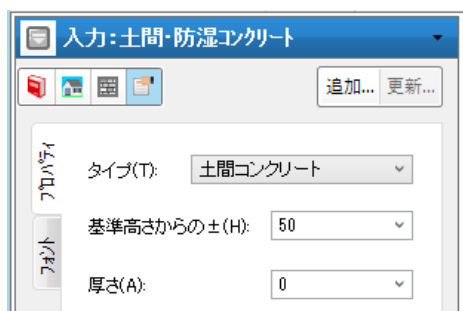 入力:土間・防湿コンクリート
追加... 更新...
プロパティ
タイプ(T): 土間コンクリート
基準高さからの±(H): 50
フォント
厚さ(A): 0